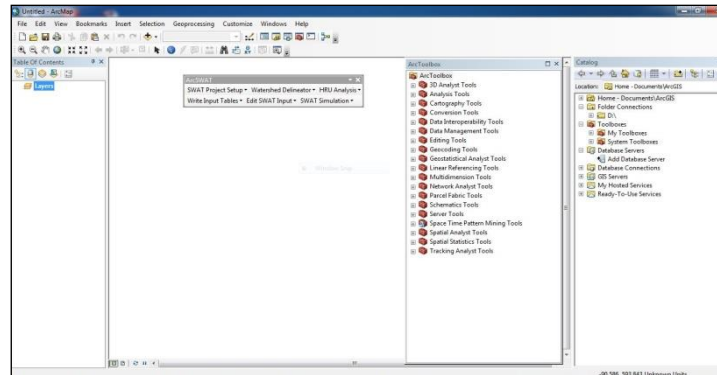 Untitled - ArcMap
File Edit View Bookmarks Insert Selection Geoprocessing Customize Windows Help
Table Of Contents
Layers
ArcSWAT
SWAT Project Setup Watershed Delineator HRU Analysis
Write Input Tables Edit SWAT Input SWAT Simulation
ArcToolbox
ArcToolbox
3D Analyst Tools
Analysis Tools
Cartography Tools
Conversion Tools
Data Interoperability Tools
Data Management Tools
Editing Tools
Geocoding Tools
Geostatistical Analyst Tools
Linear Referencing Tools
Multidimension Tools
Network Analyst Tools
Parcel Fabric Tools
Schematics Tools
Server Tools
Space Time Pattern Mining Tools
Spatial Analyst Tools
Spatial Statistics Tools
Tracking Analyst Tools
Catalog
Location: Home - Documents\ArcGIS
Home - Documents\ArcGIS
Folder Connections
D:\
Toolboxes
My Toolboxes
System Toolboxes
Database Servers
Add Database Server
Database Connections
GIS Servers
My Hosted Services
Ready-To-Use Services
Unknown Units